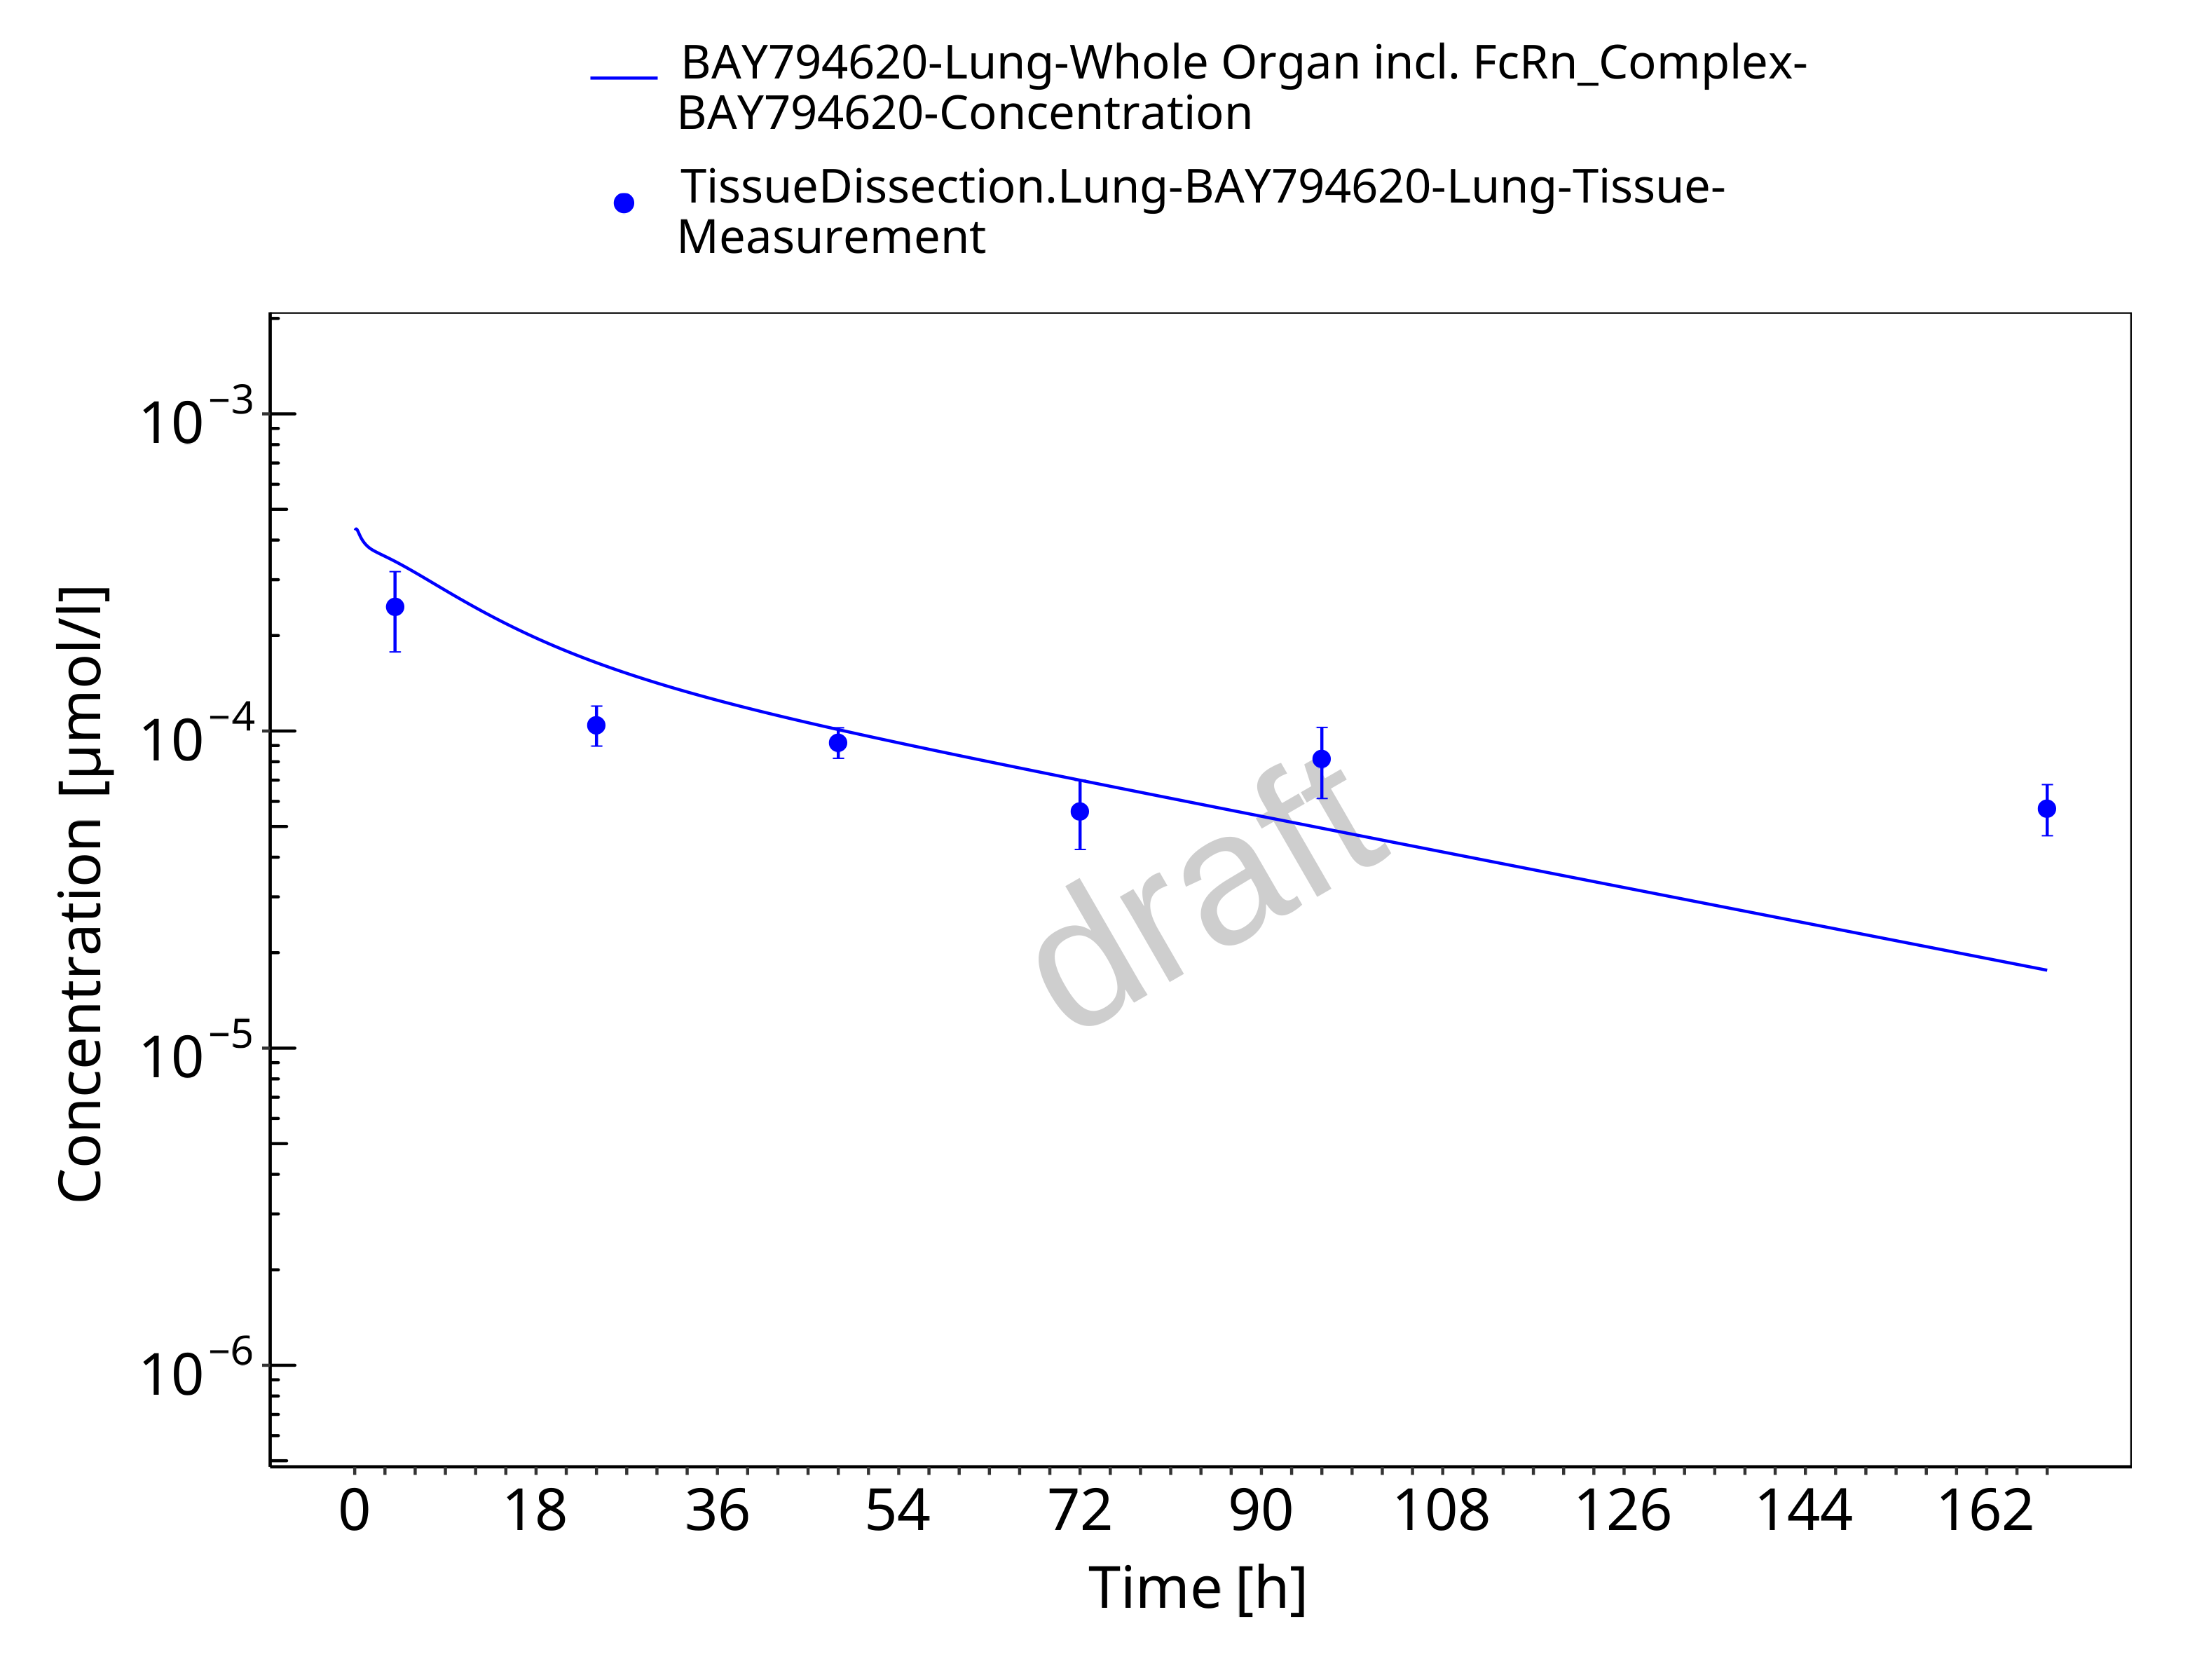 BAY794620-Lung-Whole Organ incl. FcRn_Complex-
BAY794620-Concentration
TissueDissection.Lung-BAY794620-Lung-Tissue-
Measurement
Concentration [µmol/l]
10⁻³
10⁻⁴
10⁻⁵
10⁻⁶
draft
0 18 36 54 72 90 108 126 144 162
Time [h]